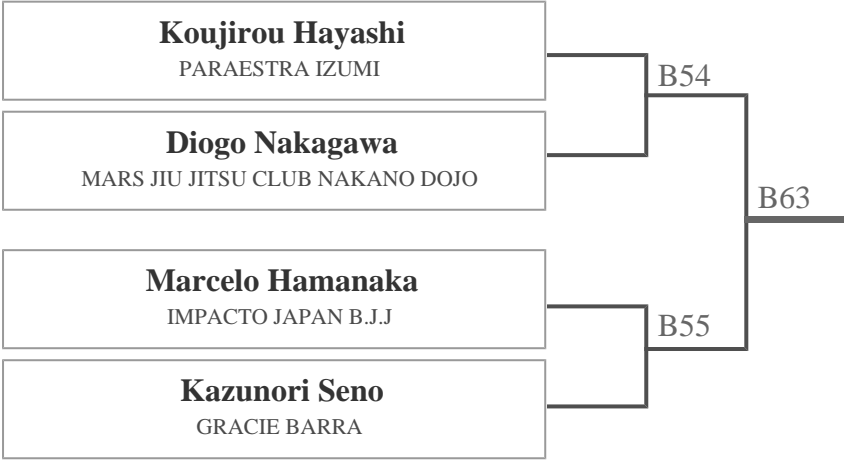 Koujirou Hayashi
PARAESTRA IZUMI
B54
Diogo Nakagawa
MARS JIU JITSU CLUB NAKANO DOJO
B63
Marcelo Hamanaka
IMPACTO JAPAN B.J.J
B55
Kazunori Seno
GRACIE BARRA